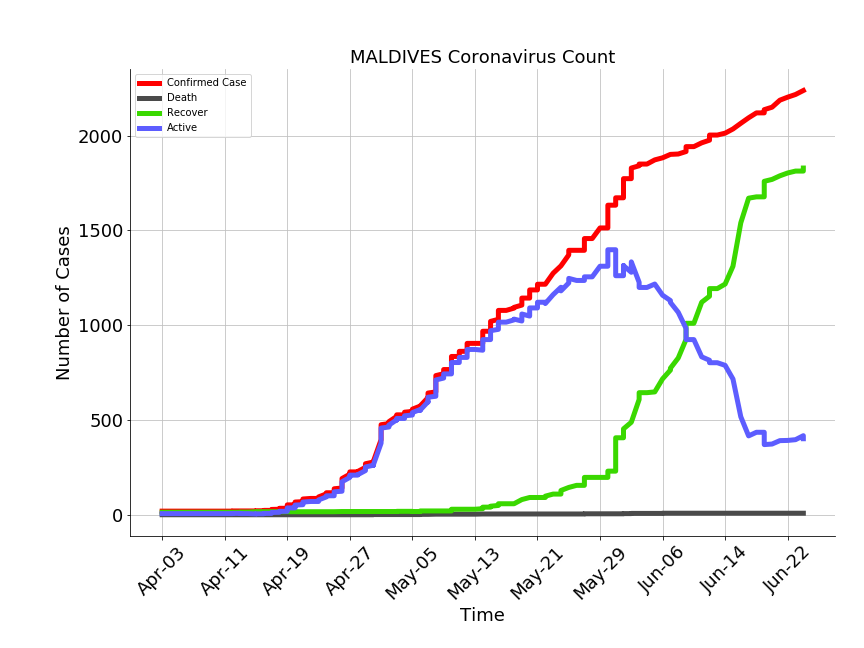 MALDIVES Coronavirus Count
Confirmed Case
Death
Recover
Active
Number of Cases
2000
1500
1000
500
0
Apr-03
Apr-11
Apr-19
Apr-27
May-05
May-13
May-21
May-29
Jun-06
Jun-14
Jun-22
Time